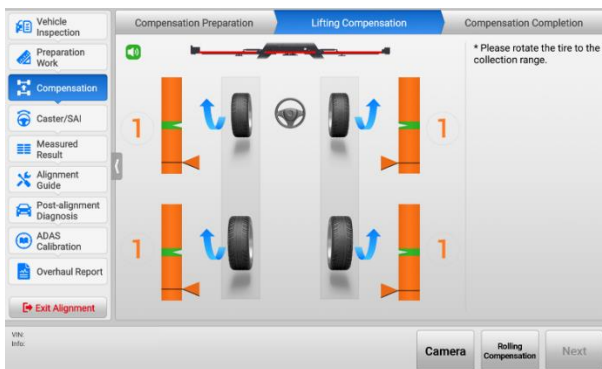 Vehicle
Inspection
Preparation
Work
Compensation
Caster/SAI
Measured
Result
Alignment
Guide
Post-alignment
Diagnosis
ADAS
Calibration
Overhaul Report
Exit Alignment
Compensation Preparation
Lifting Compensation
Compensation Completion
* Please rotate the tire to the
collection range.
1
1
1
1
VIN:
Info:
Camera
Rolling
Compensation
Next